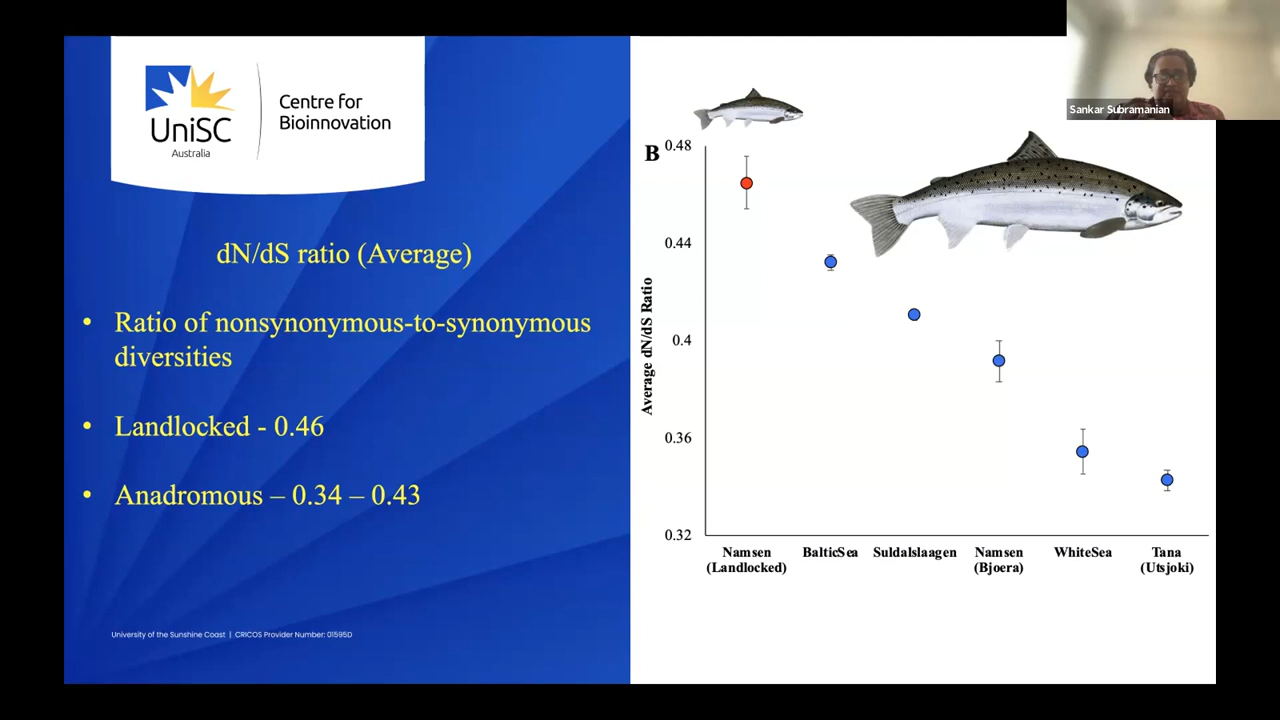 UniSC
Australia
Centre for
Bioinnovation
dN/dS ratio (Average)
• Ratio of nonsynonymous-to-synonymous
diversities
• Landlocked - 0.46
• Anadromous – 0.34 – 0.43
University of the Sunshine Coast | CRICOS Provider Number: 01595D
Sankar Subramanian
B
Average dN/dS Ratio
0.48
0.44
0.4
0.36
0.32
Namsen
(Landlocked)
BalticSea
Suldalslaagen
Namsen
(Bjoera)
WhiteSea
Tana
(Utsjoki)